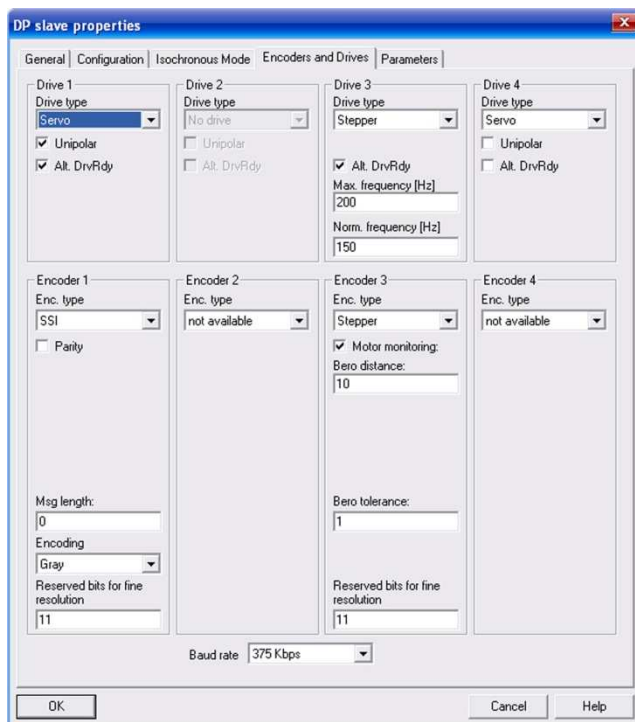 DP slave properties
General
Configuration
Isochronous Mode
Encoders and Drives
Parameters
Drive 1
Drive type
Servo
Unipolar
Alt. DrvRdy
Drive 2
Drive type
No drive
Unipolar
Alt. DrvRdy
Drive 3
Drive type
Stepper
Alt. DrvRdy
Max. frequency [Hz]
200
Norm. frequency [Hz]
150
Drive 4
Drive type
Servo
Unipolar
Alt. DrvRdy
Encoder 1
Enc. type
SSI
Parity
Msg length:
0
Encoding
Gray
Reserved bits for fine
resolution
11
Encoder 2
Enc. type
not available
Encoder 3
Enc. type
Stepper
Motor monitoring:
Bero distance:
10
Bero tolerance:
1
Reserved bits for fine
resolution
11
Encoder 4
Enc. type
not available
Baud rate
375 Kbps
OK
Cancel
Help